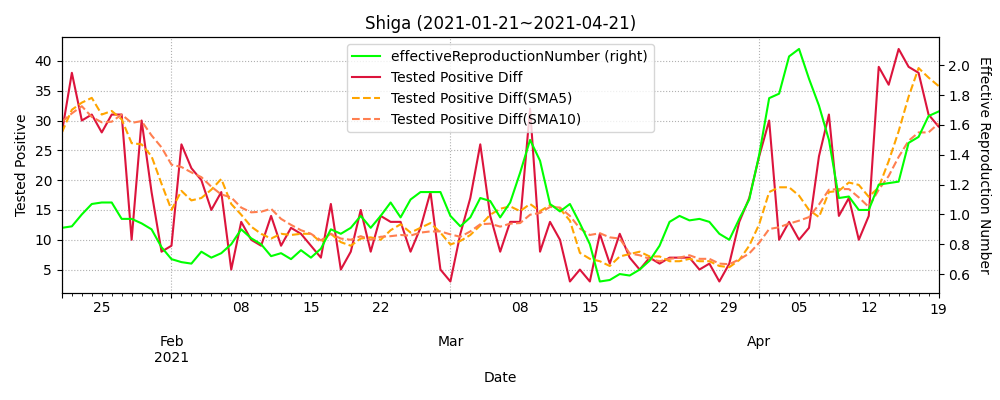 Shiga (2021-01-21~2021-04-21)
effectiveReproductionNumber (right)
Tested Positive Diff
Tested Positive Diff(SMA5)
Tested Positive Diff(SMA10)
Tested Positive
40
35
30
25
20
15
10
5
2.0
1.8
1.6
1.4
1.2
1.0
0.8
0.6
Effective Reproduction Number
25 08 15 22 08 15 22 29 05 12 19
Feb Mar Apr
2021
Date